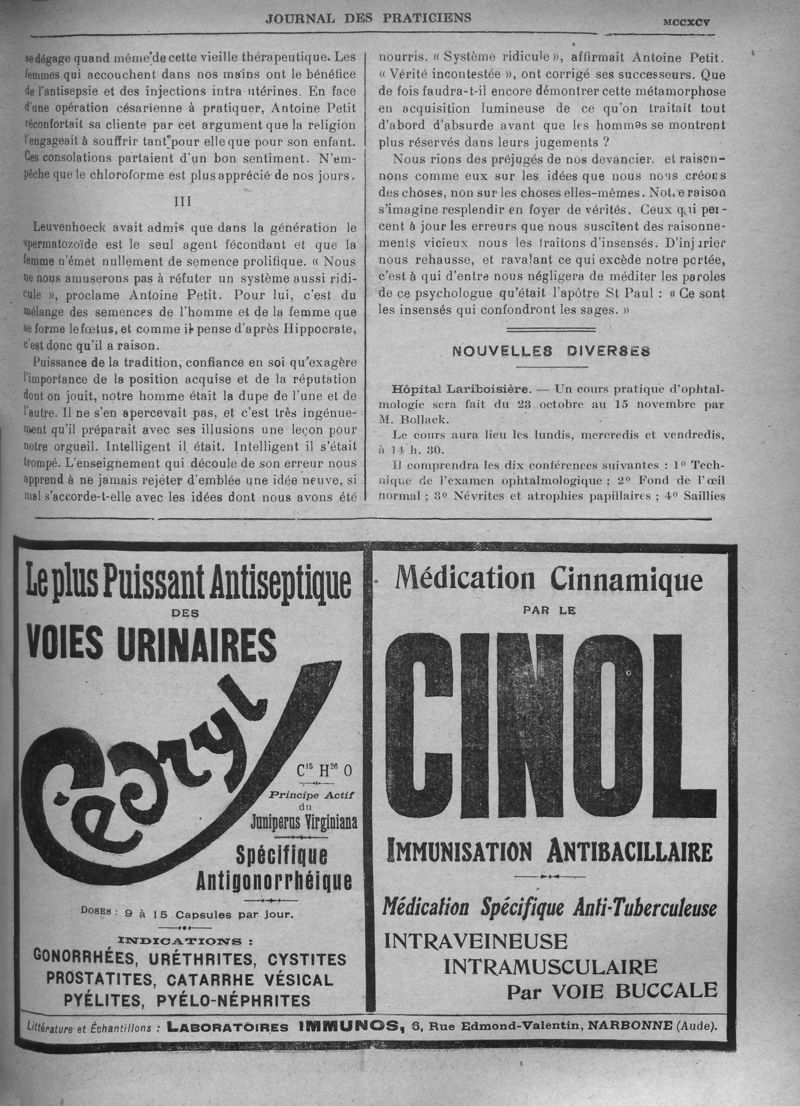 JOURNAL DES PRATICIENS
MCCXCV
se dégage quand même de cette vieille thérapeutique. Les
femmes qui accouchent dans nos mains ont le bénéfice
de l'antisepsie et des injections intra utérines. En face
d'une opération césarienne à pratiquer, Antoine Petit
réconfortait sa cliente par cet argument que la religion
l'engageait à souffrir tant pour elle que pour son enfant.
Ces consolations partaient d'un bon sentiment. N'em-
pêche que le chloroforme est plus apprécié de nos jours.
III
Leuvenhoeck avait admis que dans la génération le
spermatozoïde est le seul agent fécondant et que la
femme n'émet nullement de semence prolifique. « Nous
ne nous amuserons pas à réfuter un système aussi ridi-
cule », proclame Antoine Petit. Pour lui, c'est du
mélange des semences de l'homme et de la femme que
se forme le fœtus, et comme il pense d'après Hippocrate,
c'est donc qu'il a raison.
Puissance de la tradition, confiance en soi qu'exagère
l'importance de la position acquise et de la réputation
dont on jouit, notre homme était la dupe de l'une et de
l'autre. Il ne s'en apercevait pas, et c'est très ingénue-
ment qu'il préparait avec ses illusions une leçon pour
notre orgueil. Intelligent il était. Intelligent il s'était
trompé. L'enseignement qui découle de son erreur nous
apprend à ne jamais rejeter d'emblée une idée neuve, si
mal s'accorde-t-elle avec les idées dont nous avons été
nourris. « Système ridicule », affirmait Antoine Petit.
« Vérité incontestée », ont corrigé ses successeurs. Que
de fois faudra-t-il encore démontrer cette métamorphose
en acquisition lumineuse de ce qu'on traitait tout
d'abord d'absurde avant que les hommes se montrent
plus réservés dans leurs jugements ?
Nous rions des préjugés de nos devancier. et raison-
nons comme eux sur les idées que nous nous créons
des choses, non sur les choses elles-mêmes. Notre raison
s'imagine resplendir en foyer de vérités. Ceux qui per-
cent à jour les erreurs que nous suscitent des raisonne-
ments vicieux nous les traitons d'insensés. D'injurier
nous rehausse, et ravalant ce qui excède notre portée,
c'est à qui d'entre nous négligera de méditer les paroles
de ce psychologue qu'était l'apôtre St Paul : « Ce sont
les insensés qui confondront les sages. »
NOUVELLES DIVERSES
Hôpital Lariboisière. — Un cours pratique d'ophtal-
mologie sera fait du 23 octobre au 15 novembre par
M. Bollack.
Le cours aura lieu les lundis, mercredis et vendredis,
à 14 h. 30.
Il comprendra les dix conférences suivantes : 1º Tech-
nique de l'examen ophtalmologique ; 2º Fond de l'œil
normal ; 3º Névrites et atrophies papillaires ; 4º Saillies
Le plus Puissant Antiseptique
DES
VOIES URINAIRES
Cédryl
C¹⁵ H²⁶ O
Principe Actif
du
Juniperus Virginiana
Spécifique
Antigonorrhéique
DOSES : 9 à 15 Capsules par Jour.
INDICATIONS :
GONORRHÉES, URÉTHRITES, CYSTITES
PROSTATITES, CATARRHE VÉSICAL
PYÉLITES, PYÉLO-NÉPHRITES
Médication Cinnamique
PAR LE
CINOL
IMMUNISATION ANTIBACILLAIRE
Médication Spécifique Anti-Tuberculeuse
INTRAVEINEUSE
INTRAMUSCULAIRE
Par VOIE BUCCALE
Littérature et Échantillons : LABORATOIRES IMMUNOS, 6, Rue Edmond-Valentin, NARBONNE (Aude).